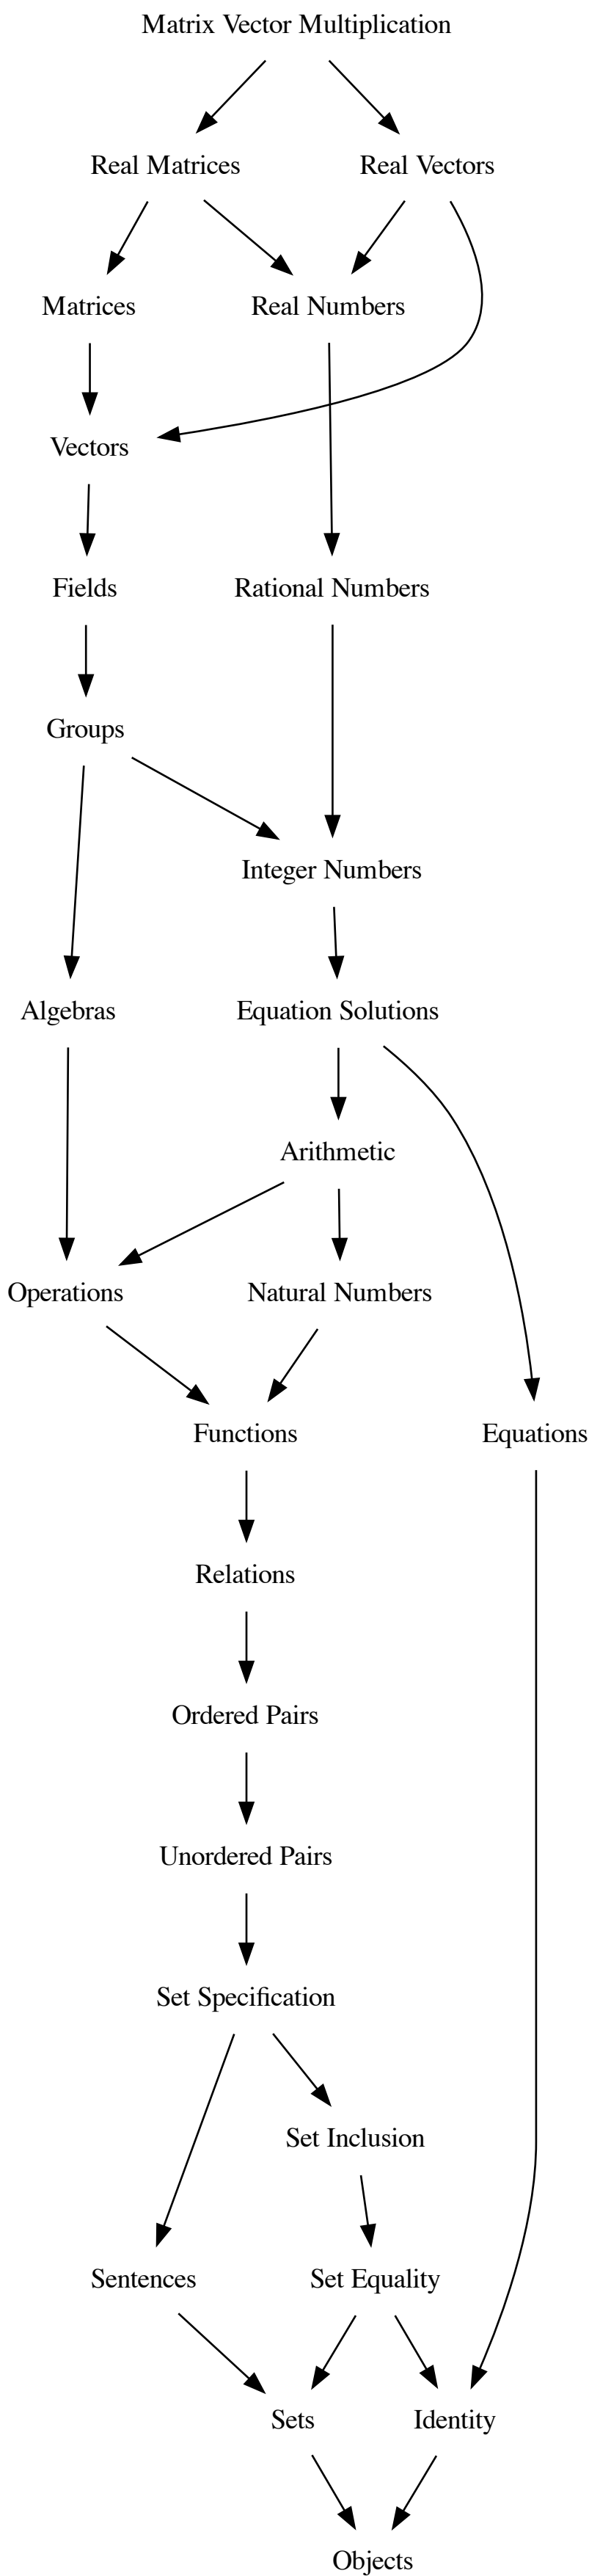 Matrix Vector Multiplication
Real Matrices
Real Vectors
Matrices
Real Numbers
Vectors
Fields
Rational Numbers
Groups
Integer Numbers
Algebras
Equation Solutions
Arithmetic
Operations
Natural Numbers
Functions
Equations
Relations
Ordered Pairs
Unordered Pairs
Set Specification
Set Inclusion
Sentences
Set Equality
Sets
Identity
Objects